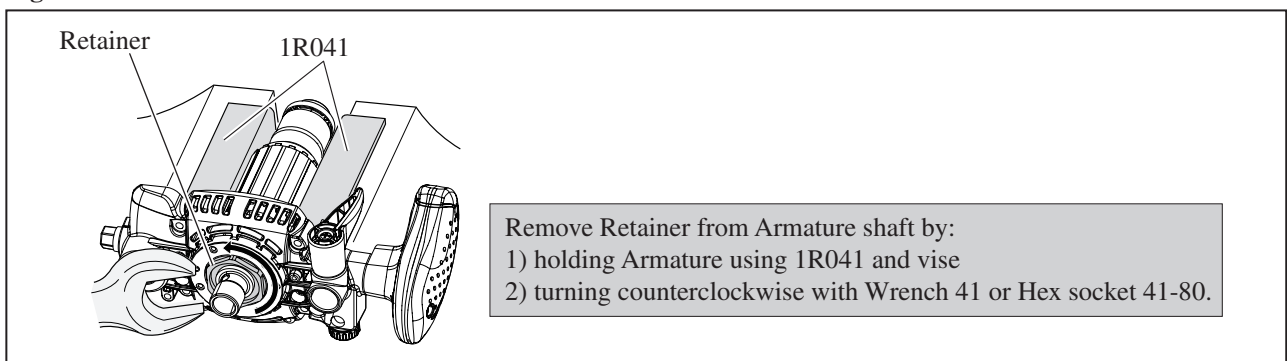 Retainer
1R041
Remove Retainer from Armature shaft by:
1) holding Armature using 1R041 and vise
2) turning counterclockwise with Wrench 41 or Hex socket 41-80.